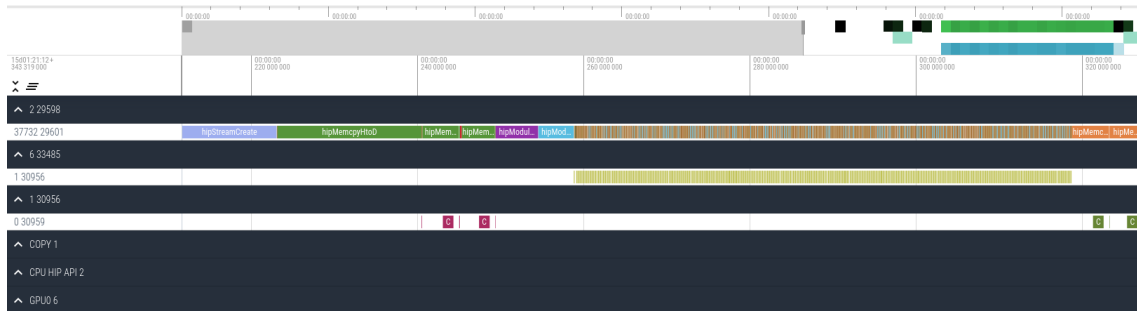 00:00:00 00:00:00 00:00:00 00:00:00 00:00:00 00:00:00 00:00:00
15d01:21:12+ 00:00:00 00:00:00 00:00:00 00:00:00 00:00:00 00:00:00
343 319 000 220 000 000 240 000 000 260 000 000 280 000 000 300 000 000 320 000 000
2 29598
37732 29601 hipStreamCreate hipMemcpyHtoD hipMem... hipMem... hipModul... hipMod... hipMemc... hipMe...
6 33485
1 30956
1 30956
0 30959 C C C C
COPY 1
CPU HIP API 2
GPU0 6